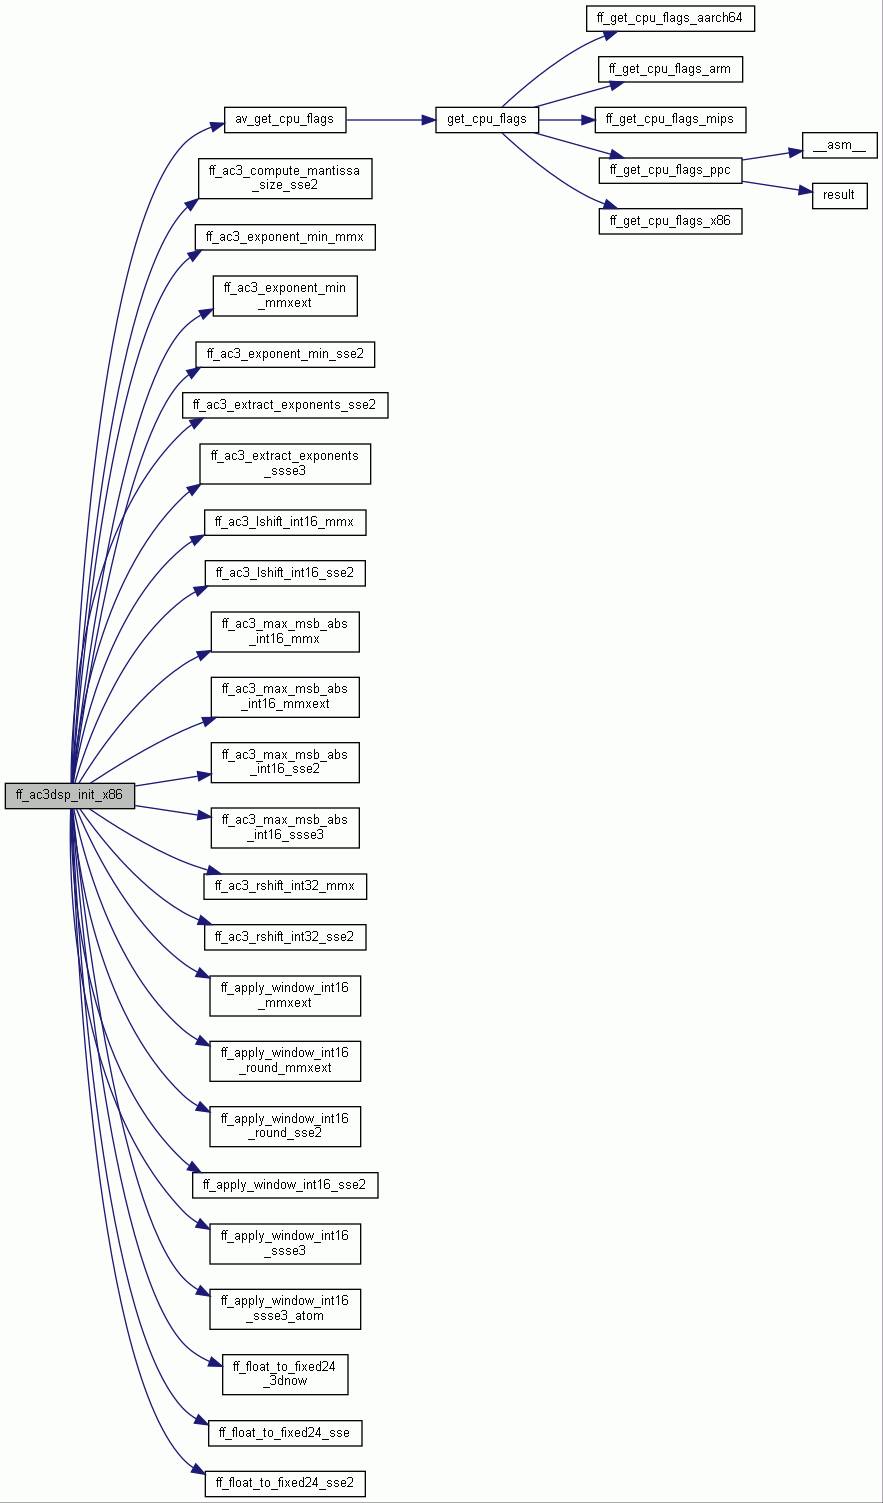 ff_get_cpu_flags_aarch64
ff_get_cpu_flags_arm
av_get_cpu_flags
get_cpu_flags
ff_get_cpu_flags_mips
__asm__
ff_ac3_compute_mantissa
_size_sse2
ff_get_cpu_flags_ppc
result
ff_get_cpu_flags_x86
ff_ac3_exponent_min_mmx
ff_ac3_exponent_min
_mmxext
ff_ac3_exponent_min_sse2
ff_ac3_extract_exponents_sse2
ff_ac3_extract_exponents
_ssse3
ff_ac3_lshift_int16_mmx
ff_ac3_lshift_int16_sse2
ff_ac3_max_msb_abs
_int16_mmx
ff_ac3_max_msb_abs
_int16_mmxext
ff_ac3_max_msb_abs
_int16_sse2
ff_ac3dsp_init_x86
ff_ac3_max_msb_abs
_int16_ssse3
ff_ac3_rshift_int32_mmx
ff_ac3_rshift_int32_sse2
ff_apply_window_int16
_mmxext
ff_apply_window_int16
_round_mmxext
ff_apply_window_int16
_round_sse2
ff_apply_window_int16_sse2
ff_apply_window_int16
_ssse3
ff_apply_window_int16
_ssse3_atom
ff_float_to_fixed24
_3dnow
ff_float_to_fixed24_sse
ff_float_to_fixed24_sse2